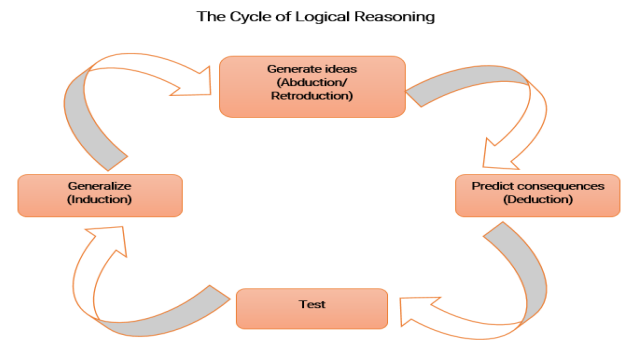 The Cycle of Logical Reasoning
Generate ideas
(Abduction/
Retroduction)
Generalize
(Induction)
Predict consequences
(Deduction)
Test